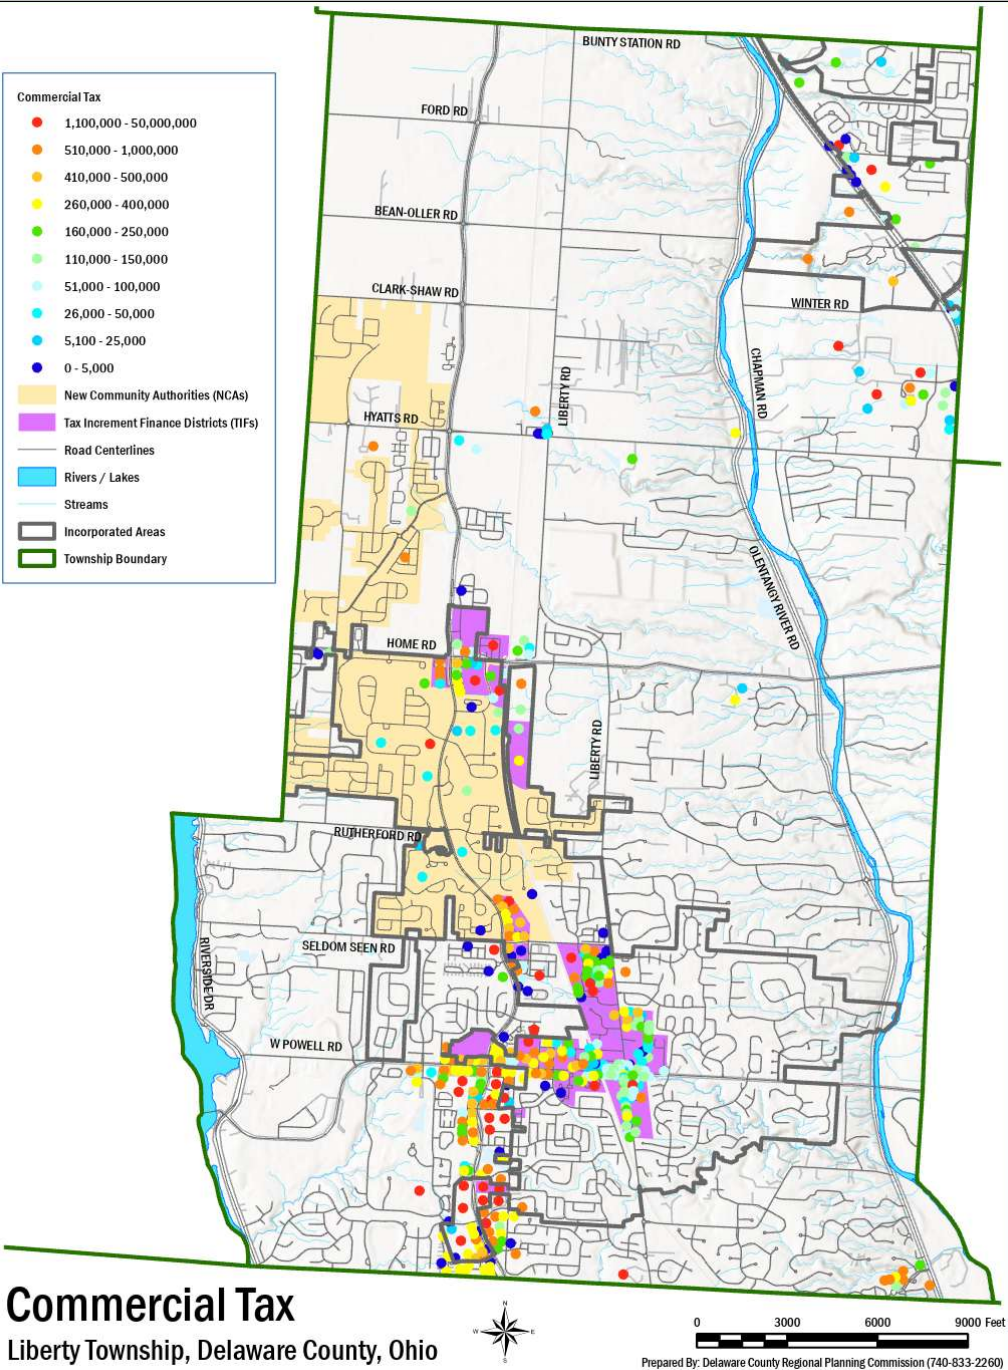 BUNTY STATION RD
Commercial Tax
1,100,000 - 50,000,000
510,000 - 1,000,000
410,000 - 500,000
260,000 - 400,000
160,000 - 250,000
110,000 - 150,000
51,000 - 100,000
26,000 - 50,000
5,100 - 25,000
0 - 5,000
New Community Authorities (NCAs)
Tax Increment Finance Districts (TIFs)
Road Centerlines
Rivers / Lakes
Streams
Incorporated Areas
Township Boundary
FORD RD
BEAN-OLLER RD
CLARK-SHAW RD
WINTER RD
CHAPMAN RD
LIBERTY RD
HYATTS RD
OLENTANGY RIVER RD
HOME RD
LIBERTY RD
RUTHERFORD RD
RIVERSIDE DR
SELDOM SEEN RD
W POWELL RD
Commercial Tax
Liberty Township, Delaware County, Ohio
N
W E
S
0 3000 6000 9000 Feet
Prepared By: Delaware County Regional Planning Commission (740-833-2260)